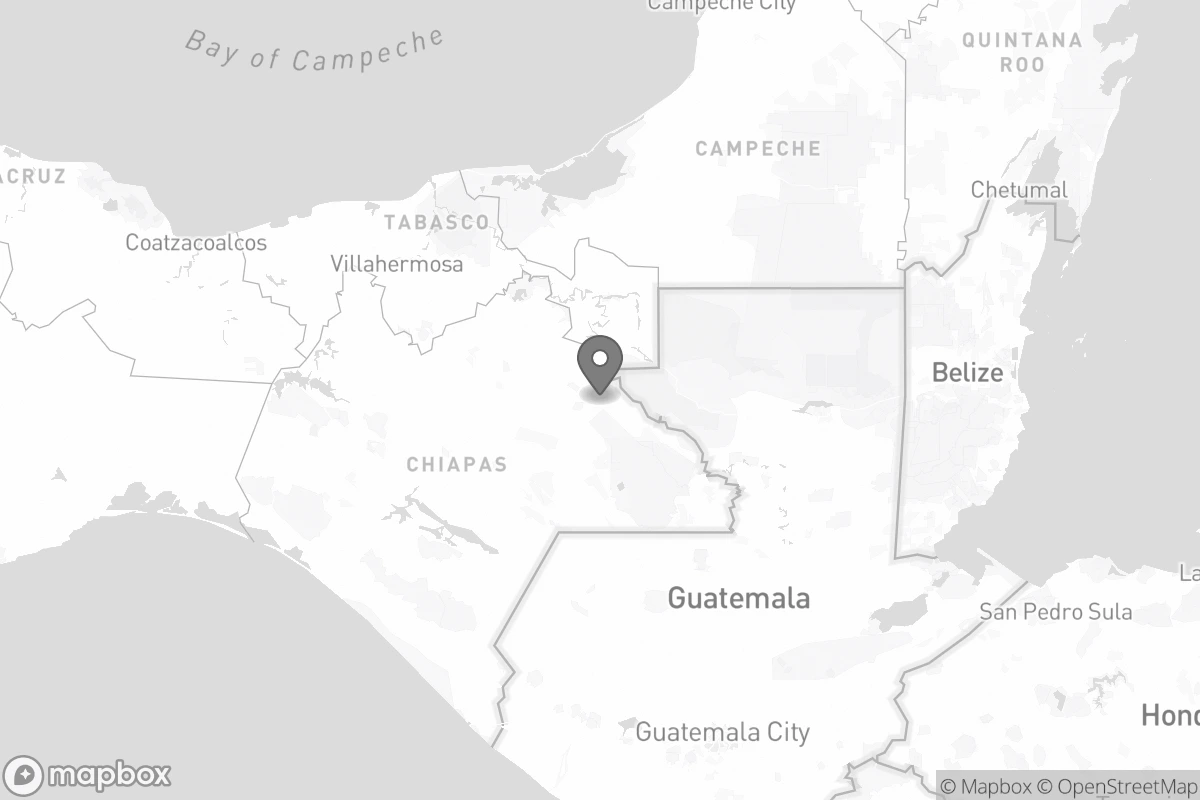 Campeche City
Bay of Campeche
QUINTANA
ROO
CAMPECHE
ACRUZ
Chetumal
TABASCO
Coatzacoalcos
Villahermosa
Belize
CHIAPAS
La
Guatemala
San Pedro Sula
Hond
Guatemala City
mapbox
© Mapbox © OpenStreetMap